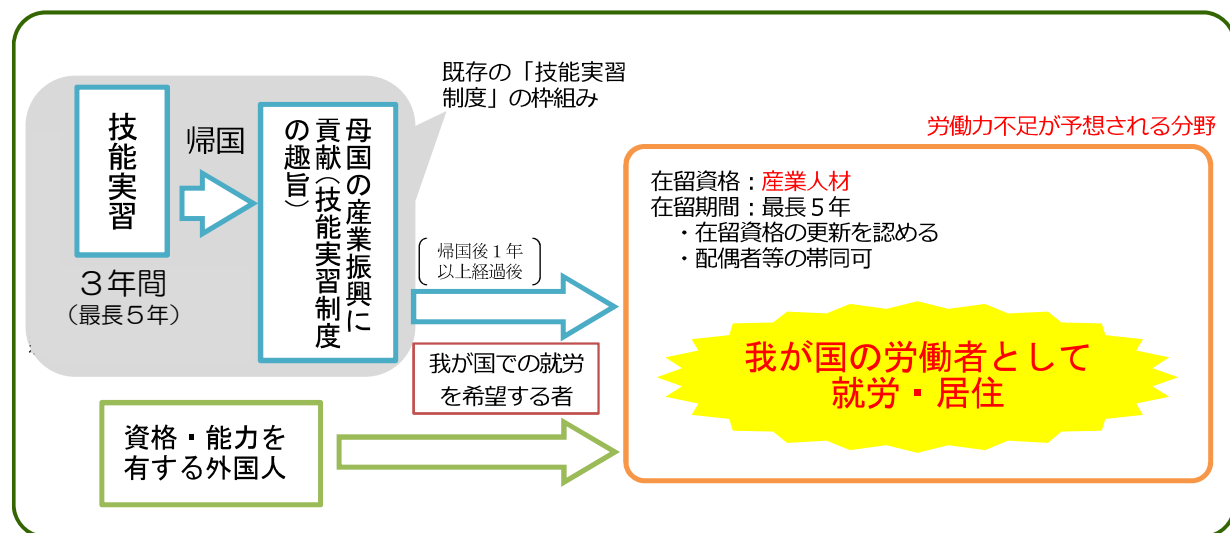 既存の「技能実習
制度」の枠組み
技能実習
帰国
母国の産業振興に
貢献（技能実習制度
の趣旨）
３年間
（最長５年）
帰国後１年
以上経過後
我が国での就労
を希望する者
資格・能力を
有する外国人
労働力不足が予想される分野
在留資格：産業人材
在留期間：最長５年
・在留資格の更新を認める
・配偶者等の帯同可
我が国の労働者として
就労・居住